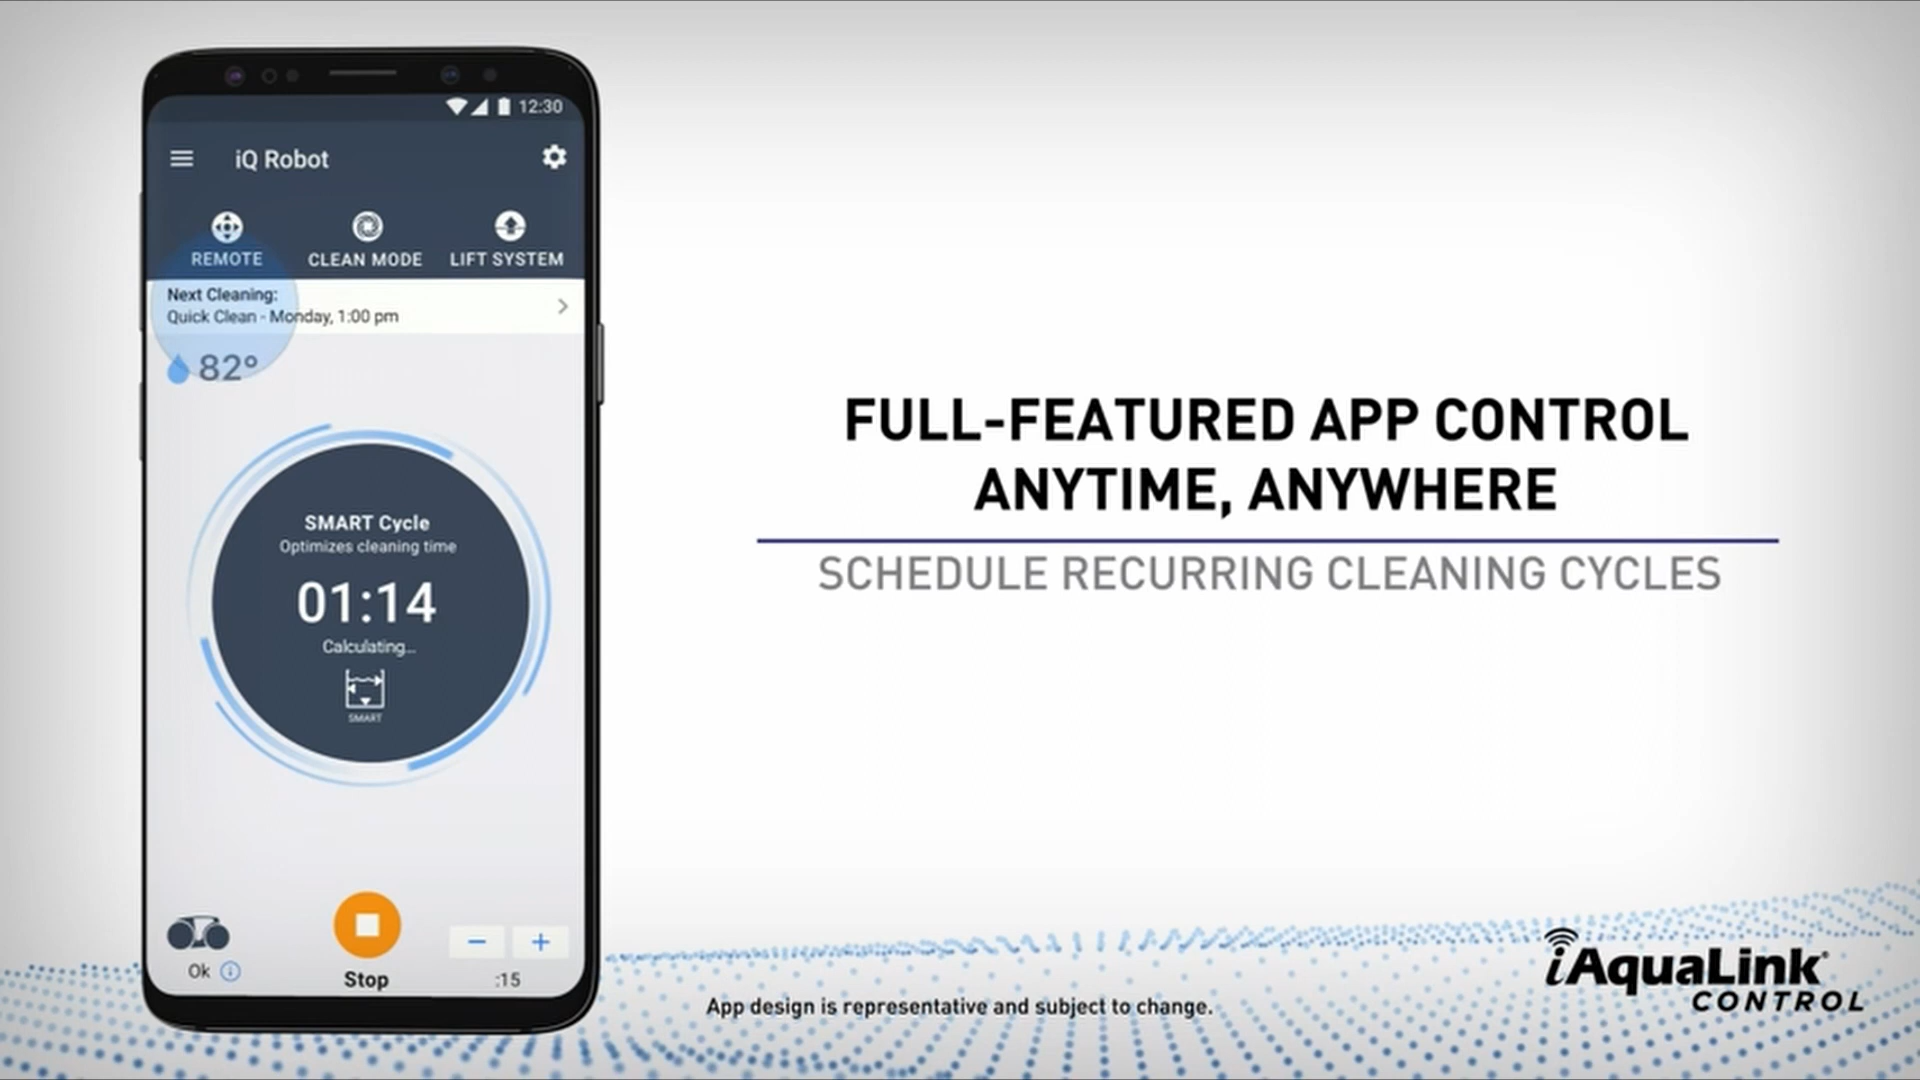 12:30
iQ Robot
REMOTE
CLEAN MODE
LIFT SYSTEM
Next Cleaning:
Quick Clean - Monday, 1:00 pm
82°
SMART Cycle
Optimizes cleaning time
01:14
Calculating...
SMART
Ok
Stop
:15
FULL-FEATURED APP CONTROL
ANYTIME, ANYWHERE
SCHEDULE RECURRING CLEANING CYCLES
App design is representative and subject to change.
iAquaLink®
CONTROL